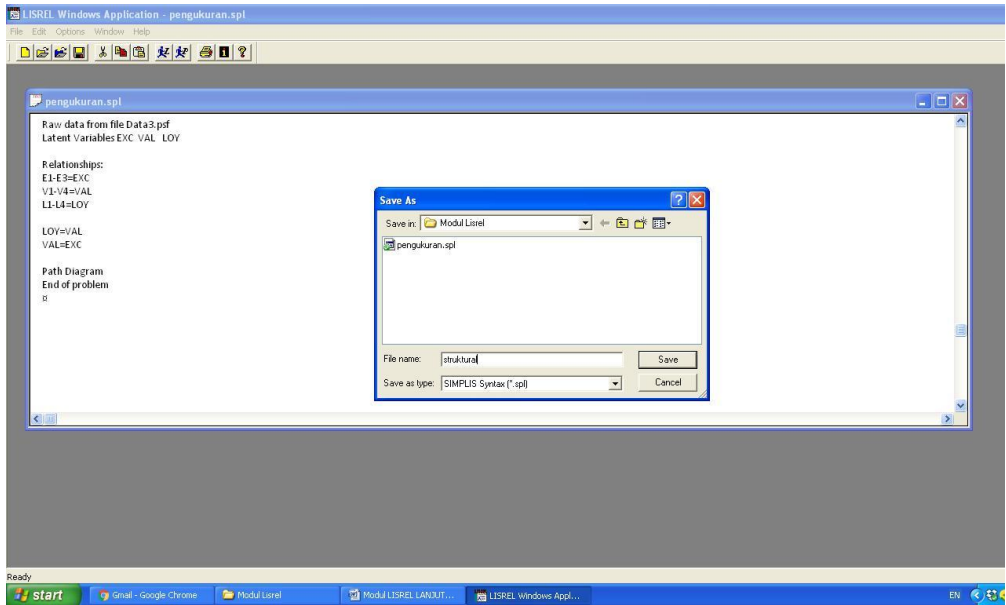 LISREL Windows Application - pengukuran.spl
File Edit Options Window Help
pengukuran.spl
Raw data from file Data3.psf
Latent Variables EXC VAL LOY
Relationships:
E1-E3=EXC
V1-V4=VAL
L1-L4=LOY
LOY=VAL
VAL=EXC
Path Diagram
End of problem
¤
Save As
Save in: Modul Lisrel
pengukuran.spl
File name: struktural
Save
Save as type: SIMPLIS Syntax (*.spl)
Cancel
Ready
start
Gmail - Google Chrome
Modul Lisrel
Modul LISREL LANJUT...
LISREL Windows Appl...
EN